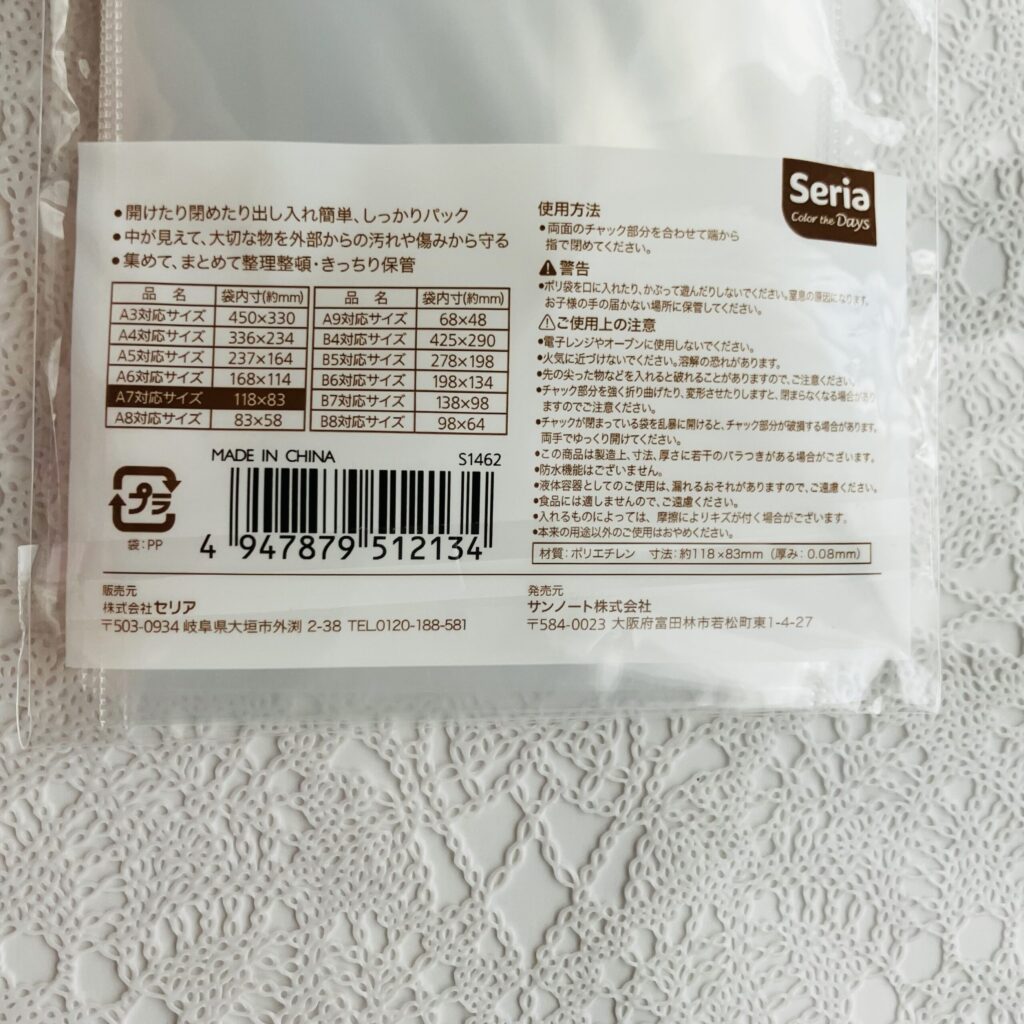 Seria
Color the Days
●開けたり閉めたり出し入れ簡単、しっかりパック
●中が見えて、大切な物を外部からの汚れや傷みから守る
●集めて、まとめて整理整頓・きっちり保管
品 名 袋内寸(約mm)
A3対応サイズ 450×330
A4対応サイズ 336×234
A5対応サイズ 237×164
A6対応サイズ 168×114
A7対応サイズ 118×83
A8対応サイズ 83×58
品 名 袋内寸(約mm)
A9対応サイズ 68×48
B4対応サイズ 425×290
B5対応サイズ 278×198
B6対応サイズ 198×134
B7対応サイズ 138×98
B8対応サイズ 98×64
MADE IN CHINA S1462
プラ
袋:PP
4 947879 512134
使用方法
●両面のチャック部分を合わせて端から
指で閉めてください。
警告
●ポリ袋を口に入れたり、かぶって遊んだりしないでください。窒息の原因になります。
お子様の手の届かない場所に保管してください。
ご使用上の注意
●電子レンジやオーブンに使用しないでください。
●火気に近づけないでください。溶解の恐れがあります。
●先の尖った物などを入れると破れることがありますので、ご注意ください。
●チャック部分を強く折り曲げたり、変形させたりしますと、閉まらなくなる場合があり
ますのでご注意ください。
●チャックが閉まっている袋を乱暴に開けると、チャック部分が破損する場合があります。
両手でゆっくり開けてください。
●この商品は製造上、寸法、厚さに若干のバラつきがある場合がございます。
●防水機能はございません。
●液体容器としてのご使用は、漏れるおそれがありますので、ご遠慮ください。
●食品には適しませんので、ご遠慮ください。
●入れるものによっては、摩擦によりキズが付く場合がございます。
●本来の用途以外のご使用はおやめください。
材質:ポリエチレン 寸法:約118×83mm(厚み:0.08mm)
販売元
株式会社セリア
〒503-0934 岐阜県大垣市外渕 2-38 TEL.0120-188-581
発売元
サンノート株式会社
〒584-0023 大阪府富田林市若松町東1-4-27